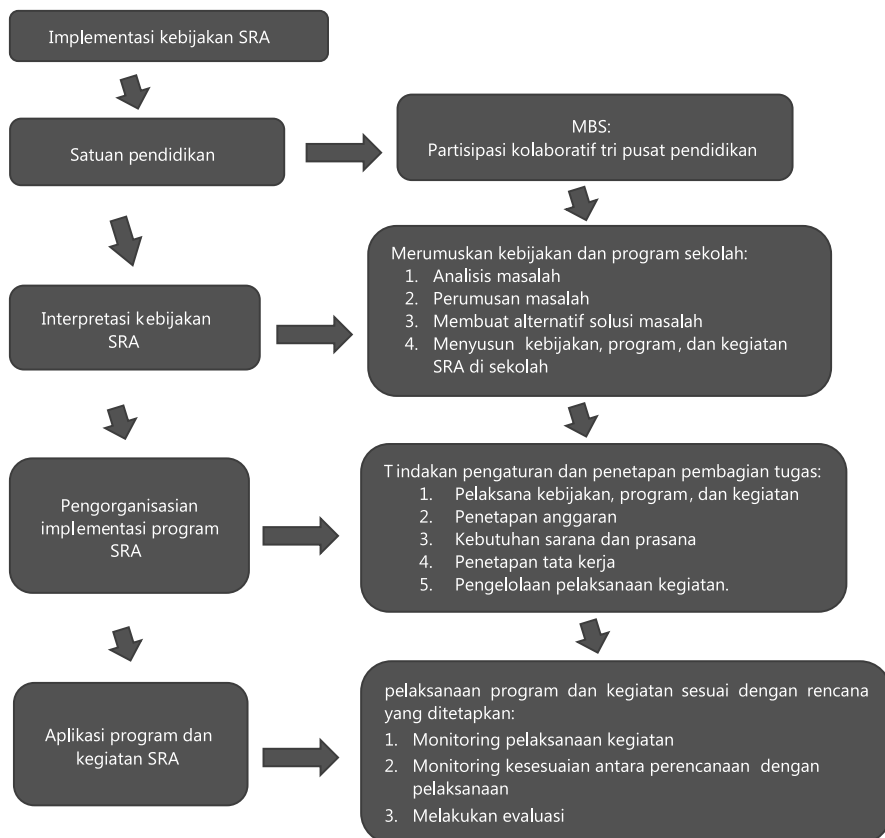 Implementasi kebijakan SRA
Satuan pendidikan
MBS:
Partisipasi kolaboratif tri pusat pendidikan
Interpretasi kebijakan
SRA
Merumuskan kebijakan dan program sekolah:
1. Analisis masalah
2. Perumusan masalah
3. Membuat alternatif solusi masalah
4. Menyusun kebijakan, program, dan kegiatan
SRA di sekolah
Pengorganisasian
implementasi program
SRA
Tindakan pengaturan dan penetapan pembagian tugas:
1. Pelaksana kebijakan, program, dan kegiatan
2. Penetapan anggaran
3. Kebutuhan sarana dan prasana
4. Penetapan tata kerja
5. Pengelolaan pelaksanaan kegiatan.
Aplikasi program dan
kegiatan SRA
pelaksanaan program dan kegiatan sesuai dengan rencana
yang ditetapkan:
1. Monitoring pelaksanaan kegiatan
2. Monitoring kesesuaian antara perencanaan dengan
pelaksanaan
3. Melakukan evaluasi